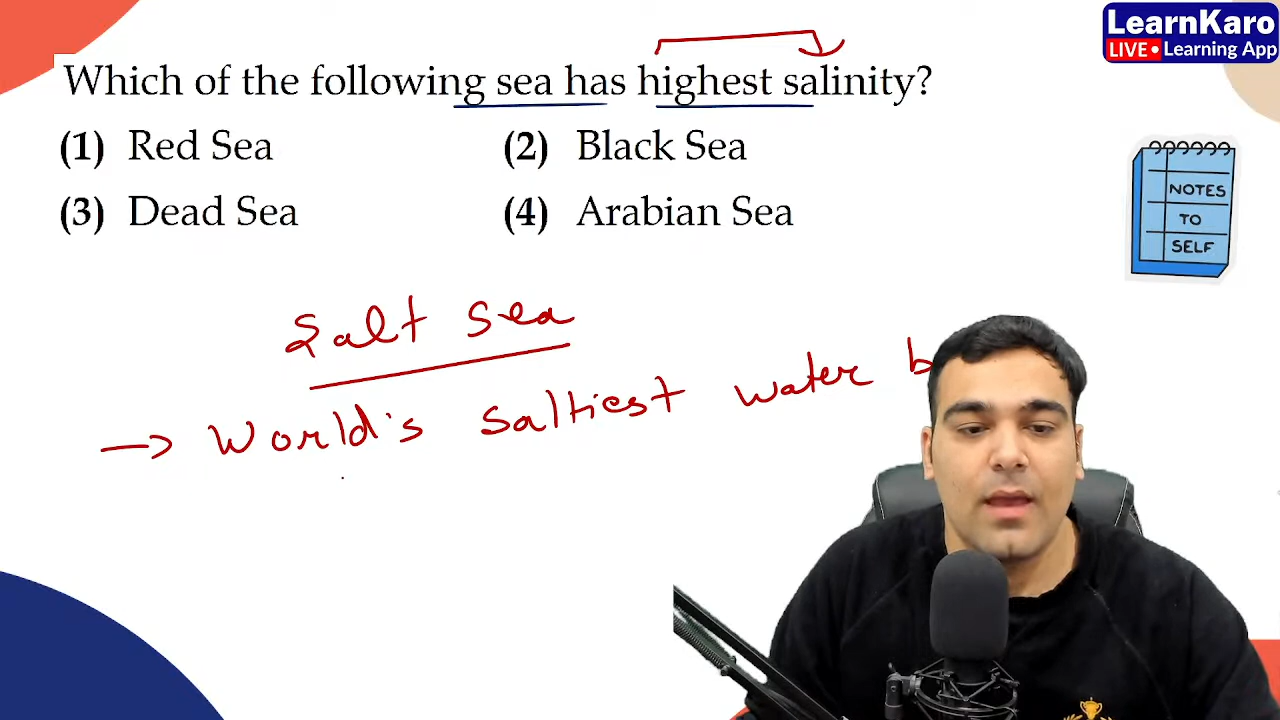 LearnKaro
LIVE • Learning App
Which of the following sea has highest salinity?
(1) Red Sea (2) Black Sea
(3) Dead Sea (4) Arabian Sea
NOTES
TO
SELF
Salt Sea
→ World's saltiest water b